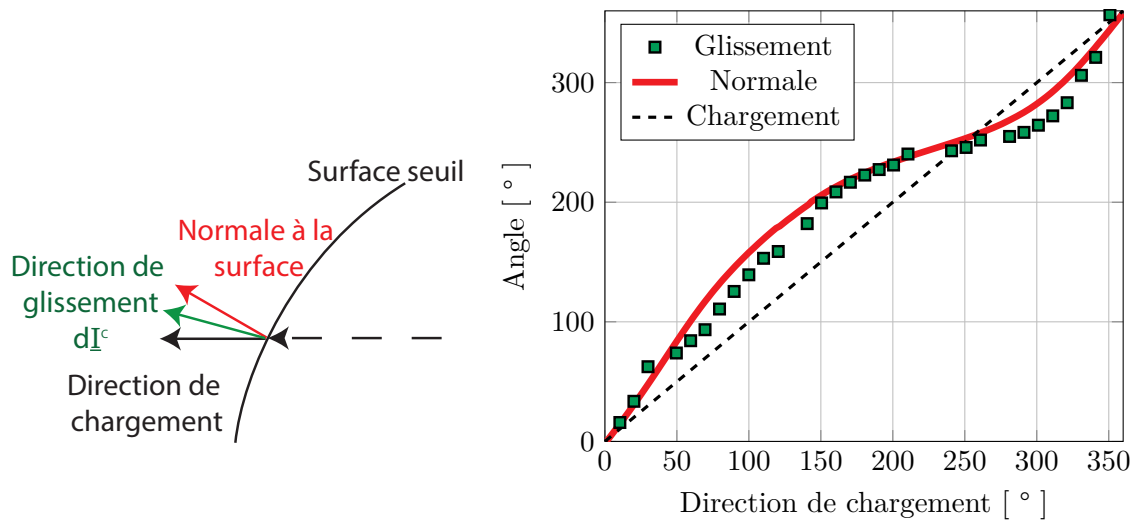 Surface seuil
Normale à la
surface
Direction de
glissement
dI^c
Direction de
chargement
Glissement
Normale
Chargement
Angle [ ° ]
300
200
100
0
0 50 100 150 200 250 300 350
Direction de chargement [ ° ]